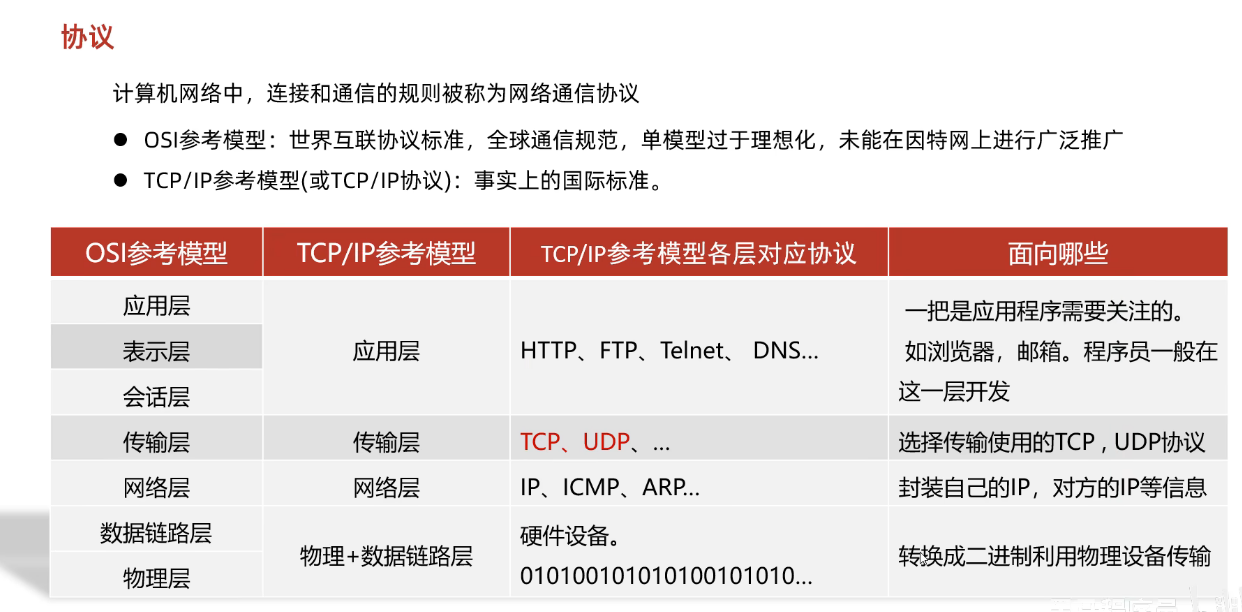 协议
计算机网络中，连接和通信的规则被称为网络通信协议
● OSI参考模型：世界互联协议标准，全球通信规范，单模型过于理想化，未能在因特网上进行广泛推广
● TCP/IP参考模型(或TCP/IP协议)：事实上的国际标准。
OSI参考模型 TCP/IP参考模型 TCP/IP参考模型各层对应协议 面向哪些
应用层
表示层
会话层
应用层
HTTP、FTP、Telnet、 DNS...
一把是应用程序需要关注的。
如浏览器，邮箱。程序员一般在
这一层开发
传输层 传输层 TCP、UDP、... 选择传输使用的TCP , UDP协议
网络层 网络层 IP、ICMP、ARP... 封装自己的IP，对方的IP等信息
数据链路层
物理层
物理+数据链路层
硬件设备。
010100101010100101010...
转换成二进制利用物理设备传输